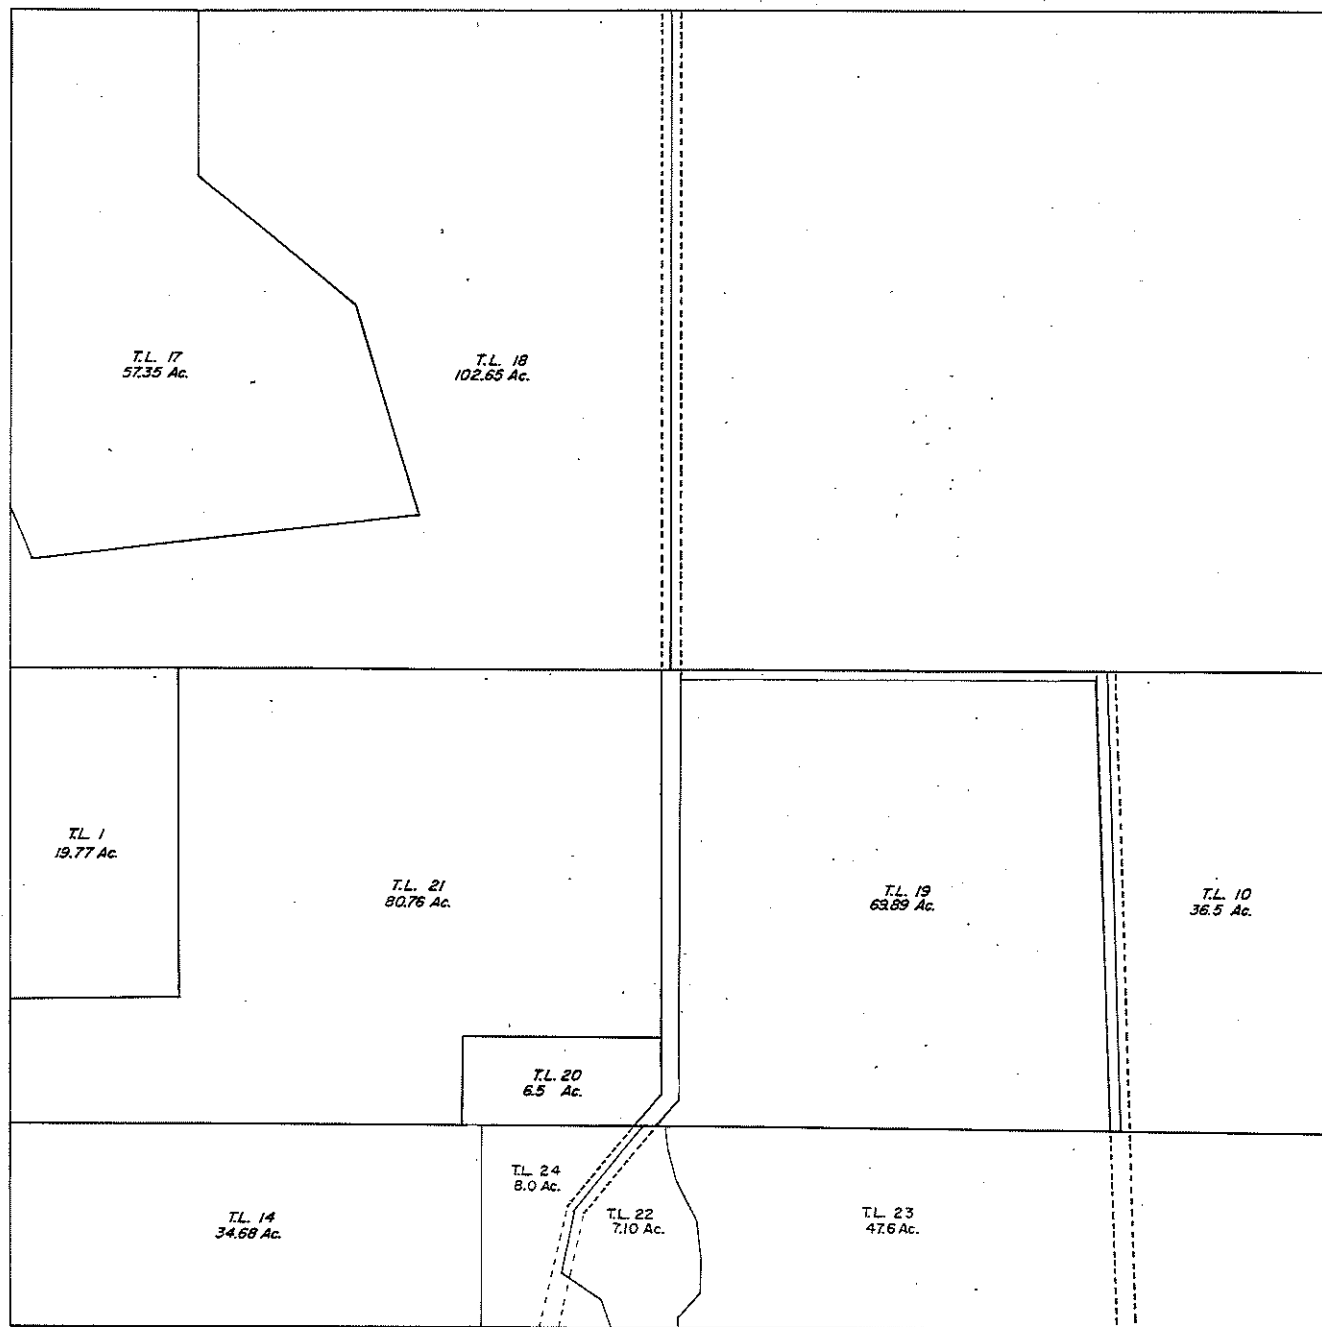 T.L. 17
57.35 Ac.
T.L. 18
102.65 Ac.
T.L. 1
19.77 Ac.
T.L. 21
80.76 Ac.
T.L. 19
69.89 Ac.
T.L. 10
36.5 Ac.
T.L. 20
6.5 Ac.
T.L. 24
8.0 Ac.
T.L. 14
34.68 Ac.
T.L. 22
7.10 Ac.
T.L. 23
47.6 Ac.